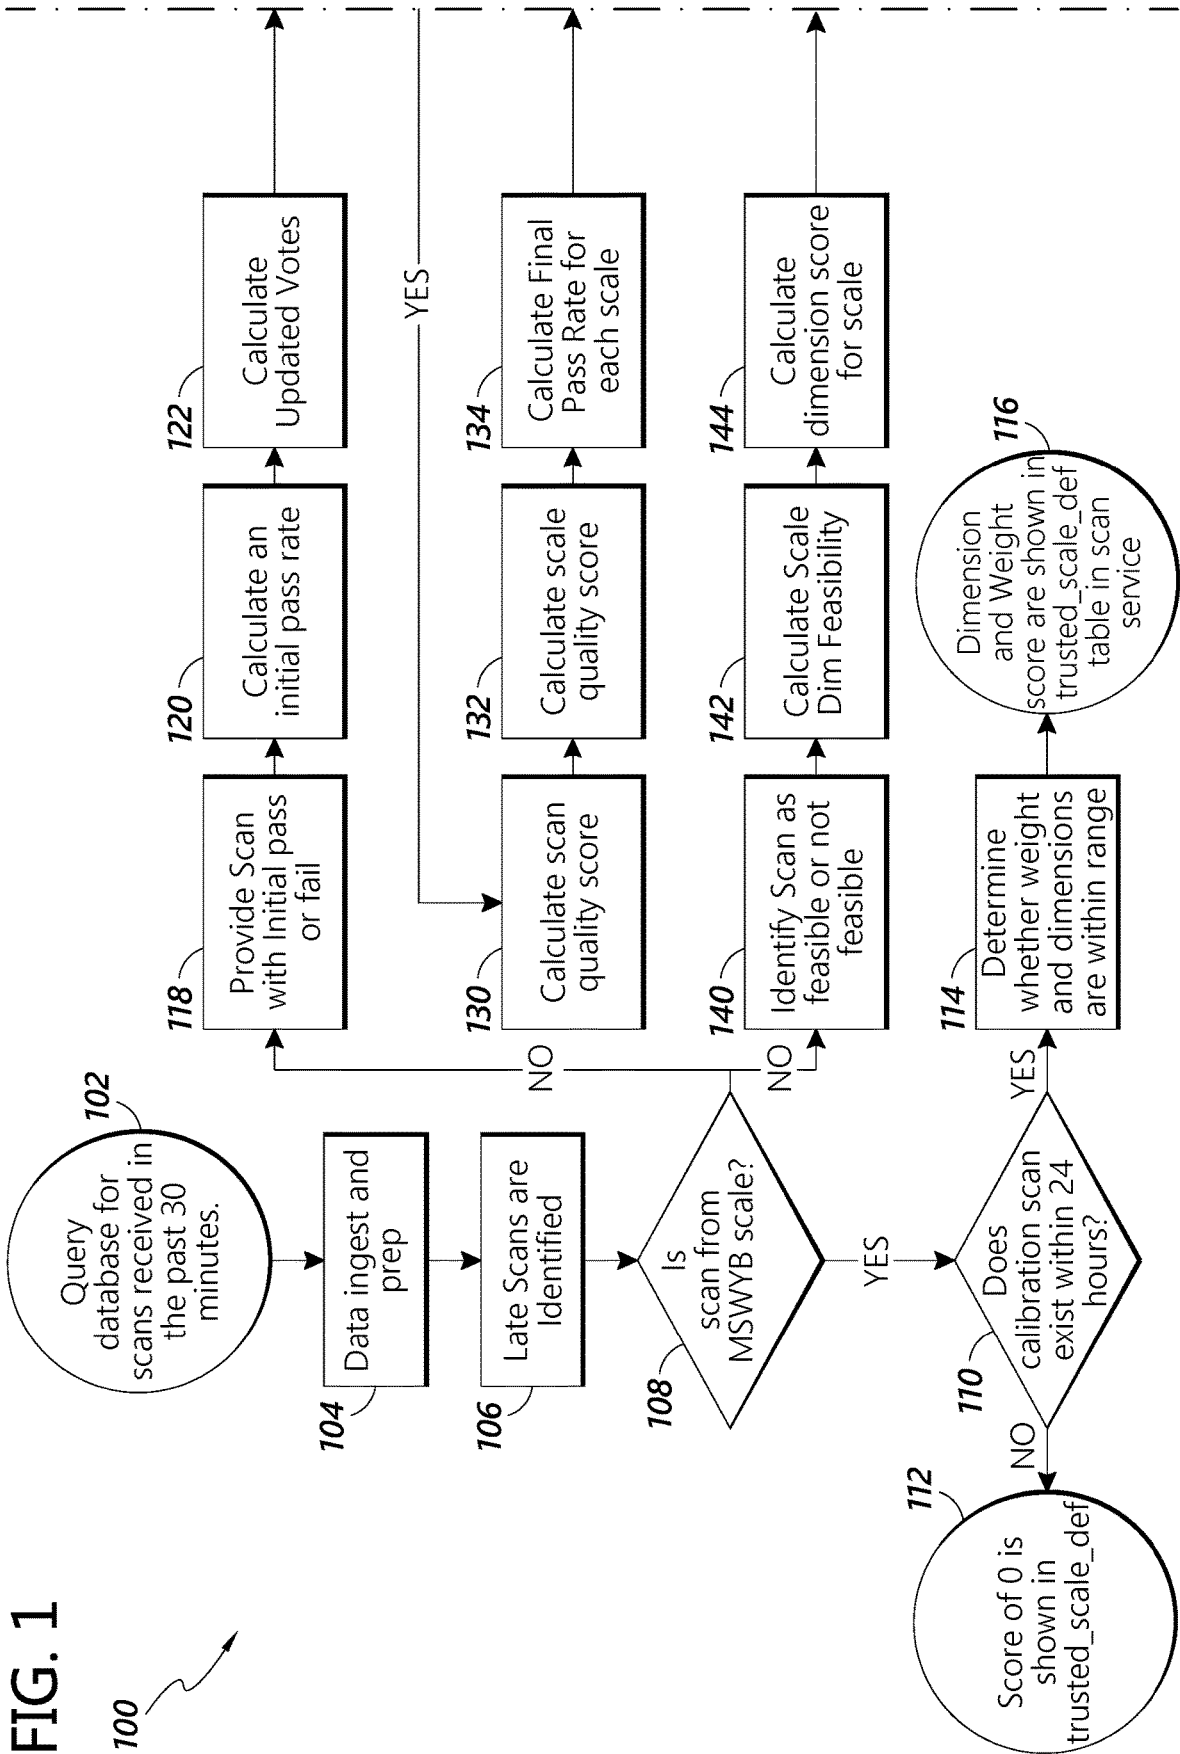 FIG. 1
100
102
Query
database for
scans received in
the past 30
minutes.
104
Data ingest and
prep
106
Late Scans are
Identified
108
Is
scan from
MSWYB scale?
NO
NO
YES
110
Does
calibration scan
exist within 24
hours?
NO
YES
112
Score of 0 is
shown in
trusted_scale_def
114
Determine
whether weight
and dimensions
are within range
116
Dimension
and Weight
score are shown in
trusted_scale_def
table in scan
service
118
Provide Scan
with Initial pass
or fail
120
Calculate an
initial pass rate
122
Calculate
Updated Votes
YES
130
Calculate scan
quality score
132
Calculate scale
quality score
134
Calculate Final
Pass Rate for
each scale
140
Identify Scan as
feasible or not
feasible
142
Calculate Scale
Dim Feasibility
144
Calculate
dimension score
for scale